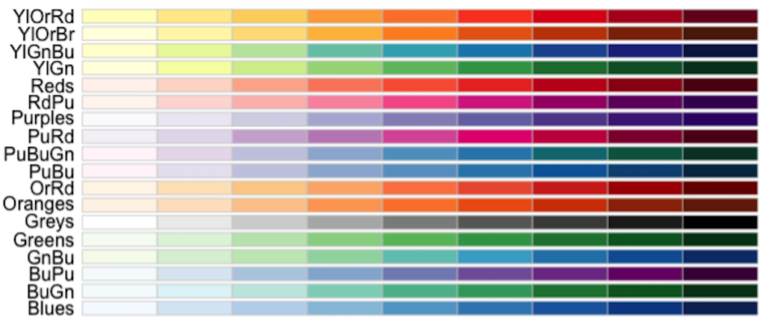 YlOrRd
YlOrBr
YlGnBu
YlGn
Reds
RdPu
Purples
PuRd
PuBuGn
PuBu
OrRd
Oranges
Greys
Greens
GnBu
BuPu
BuGn
Blues